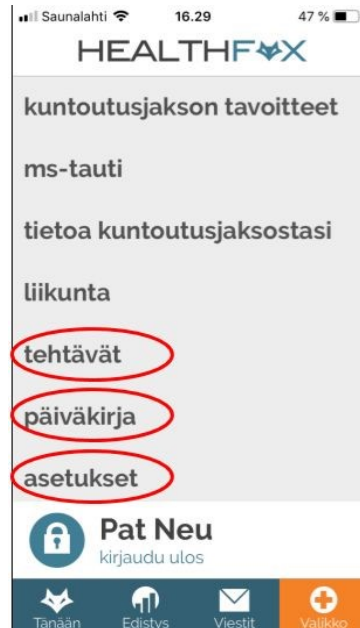 Saunalahti 16.29 47 %
HEALTHFOX
kuntoutusjakson tavoitteet
ms-tauti
tietoa kuntoutusjaksostasi
liikunta
tehtävät
päiväkirja
asetukset
Pat Neu
kirjaudu ulos
Tänään Edistys Viestit Valikko